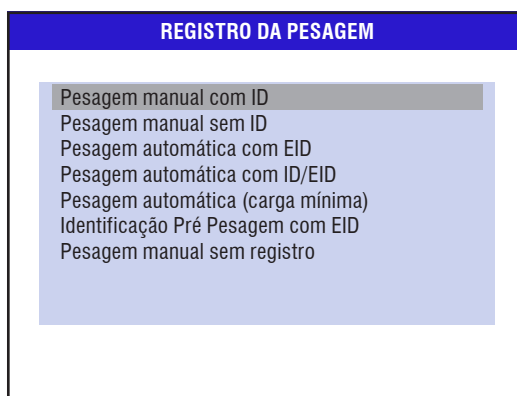 REGISTRO DA PESAGEM
Pesagem manual com ID
Pesagem manual sem ID
Pesagem automática com EID
Pesagem automática com ID/EID
Pesagem automática (carga mínima)
Identificação Pré Pesagem com EID
Pesagem manual sem registro